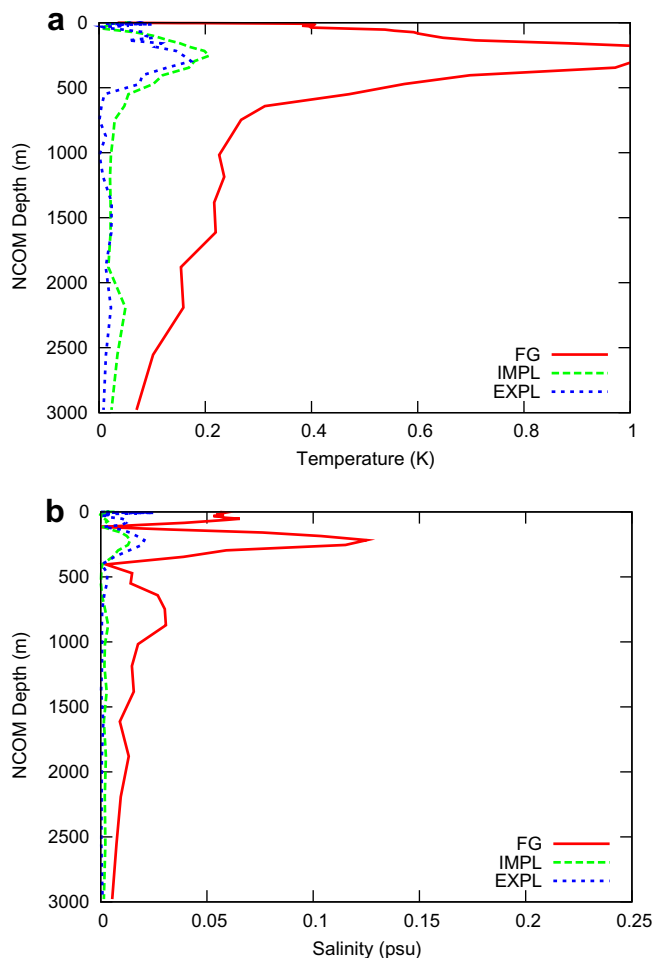 a
0
500
1000
1500
2000
2500
3000
NCOM Depth (m)
FG
IMPL
EXPL
0 0.2 0.4 0.6 0.8 1
Temperature (K)
b
0
500
1000
1500
2000
2500
3000
NCOM Depth (m)
FG
IMPL
EXPL
0 0.05 0.1 0.15 0.2 0.25
Salinity (psu)